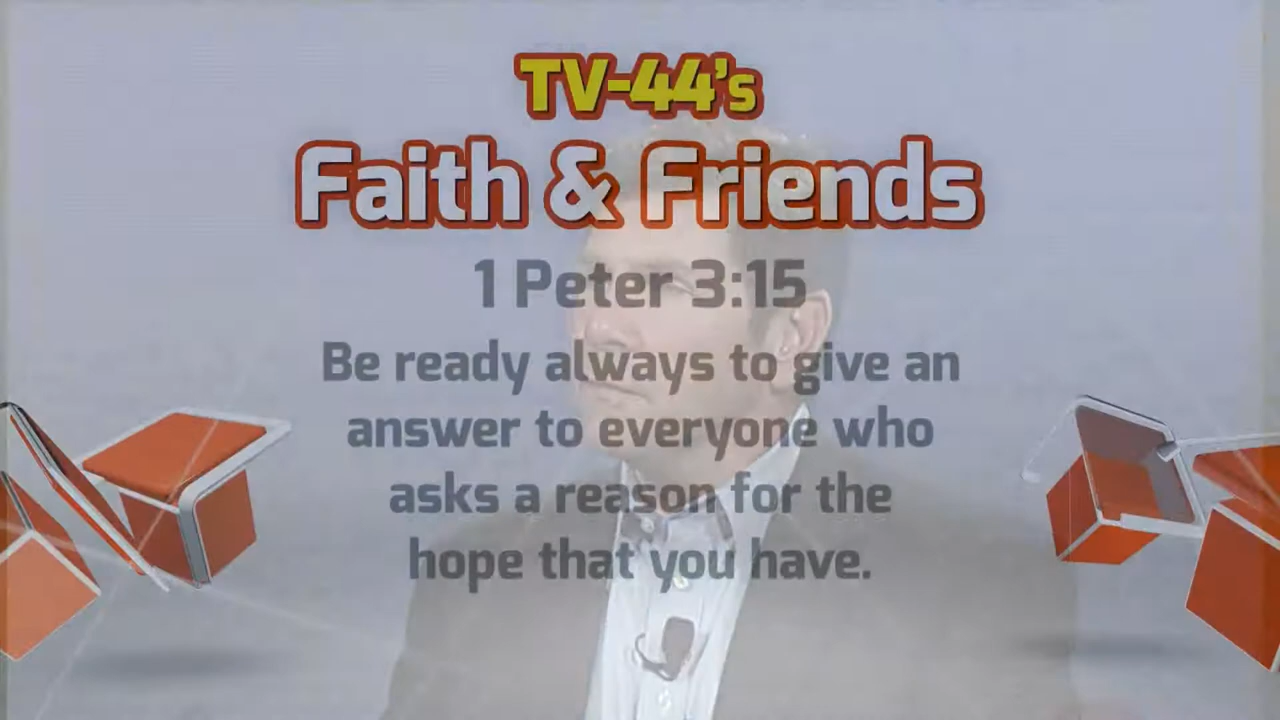 TV-44's
Faith & Friends
1 Peter 3:15
Be ready always to give an
answer to everyone who
asks a reason for the
hope that you have.